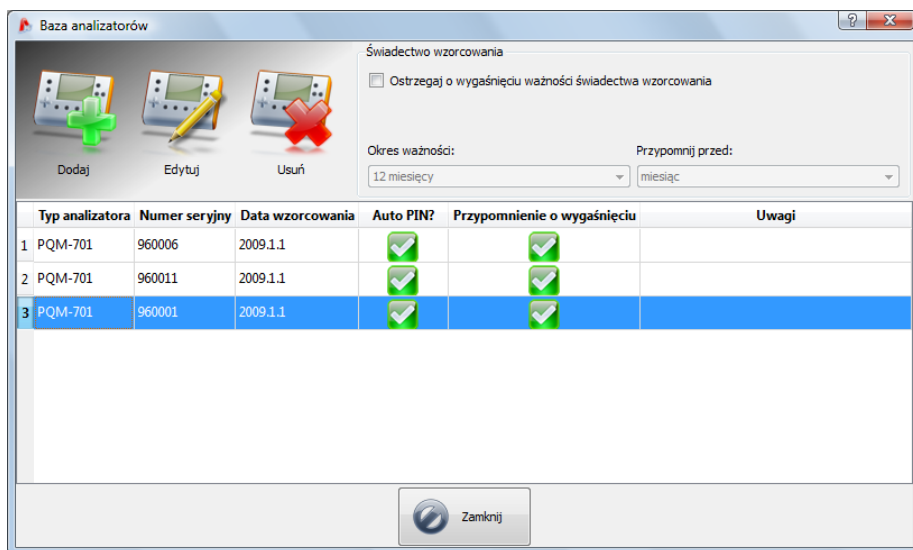 Baza analizatorów
Dodaj Edytuj Usuń
Świadectwo wzorcowania
Ostrzegaj o wygaśnięciu ważności świadectwa wzorcowania
Okres ważności: Przypomnij przed:
12 miesięcy miesiąc
Typ analizatora Numer seryjny Data wzorcowania Auto PIN? Przypomnienie o wygaśnięciu Uwagi
1 PQM-701 960006 2009.1.1
2 PQM-701 960011 2009.1.1
3 PQM-701 960001 2009.1.1
Zamknij